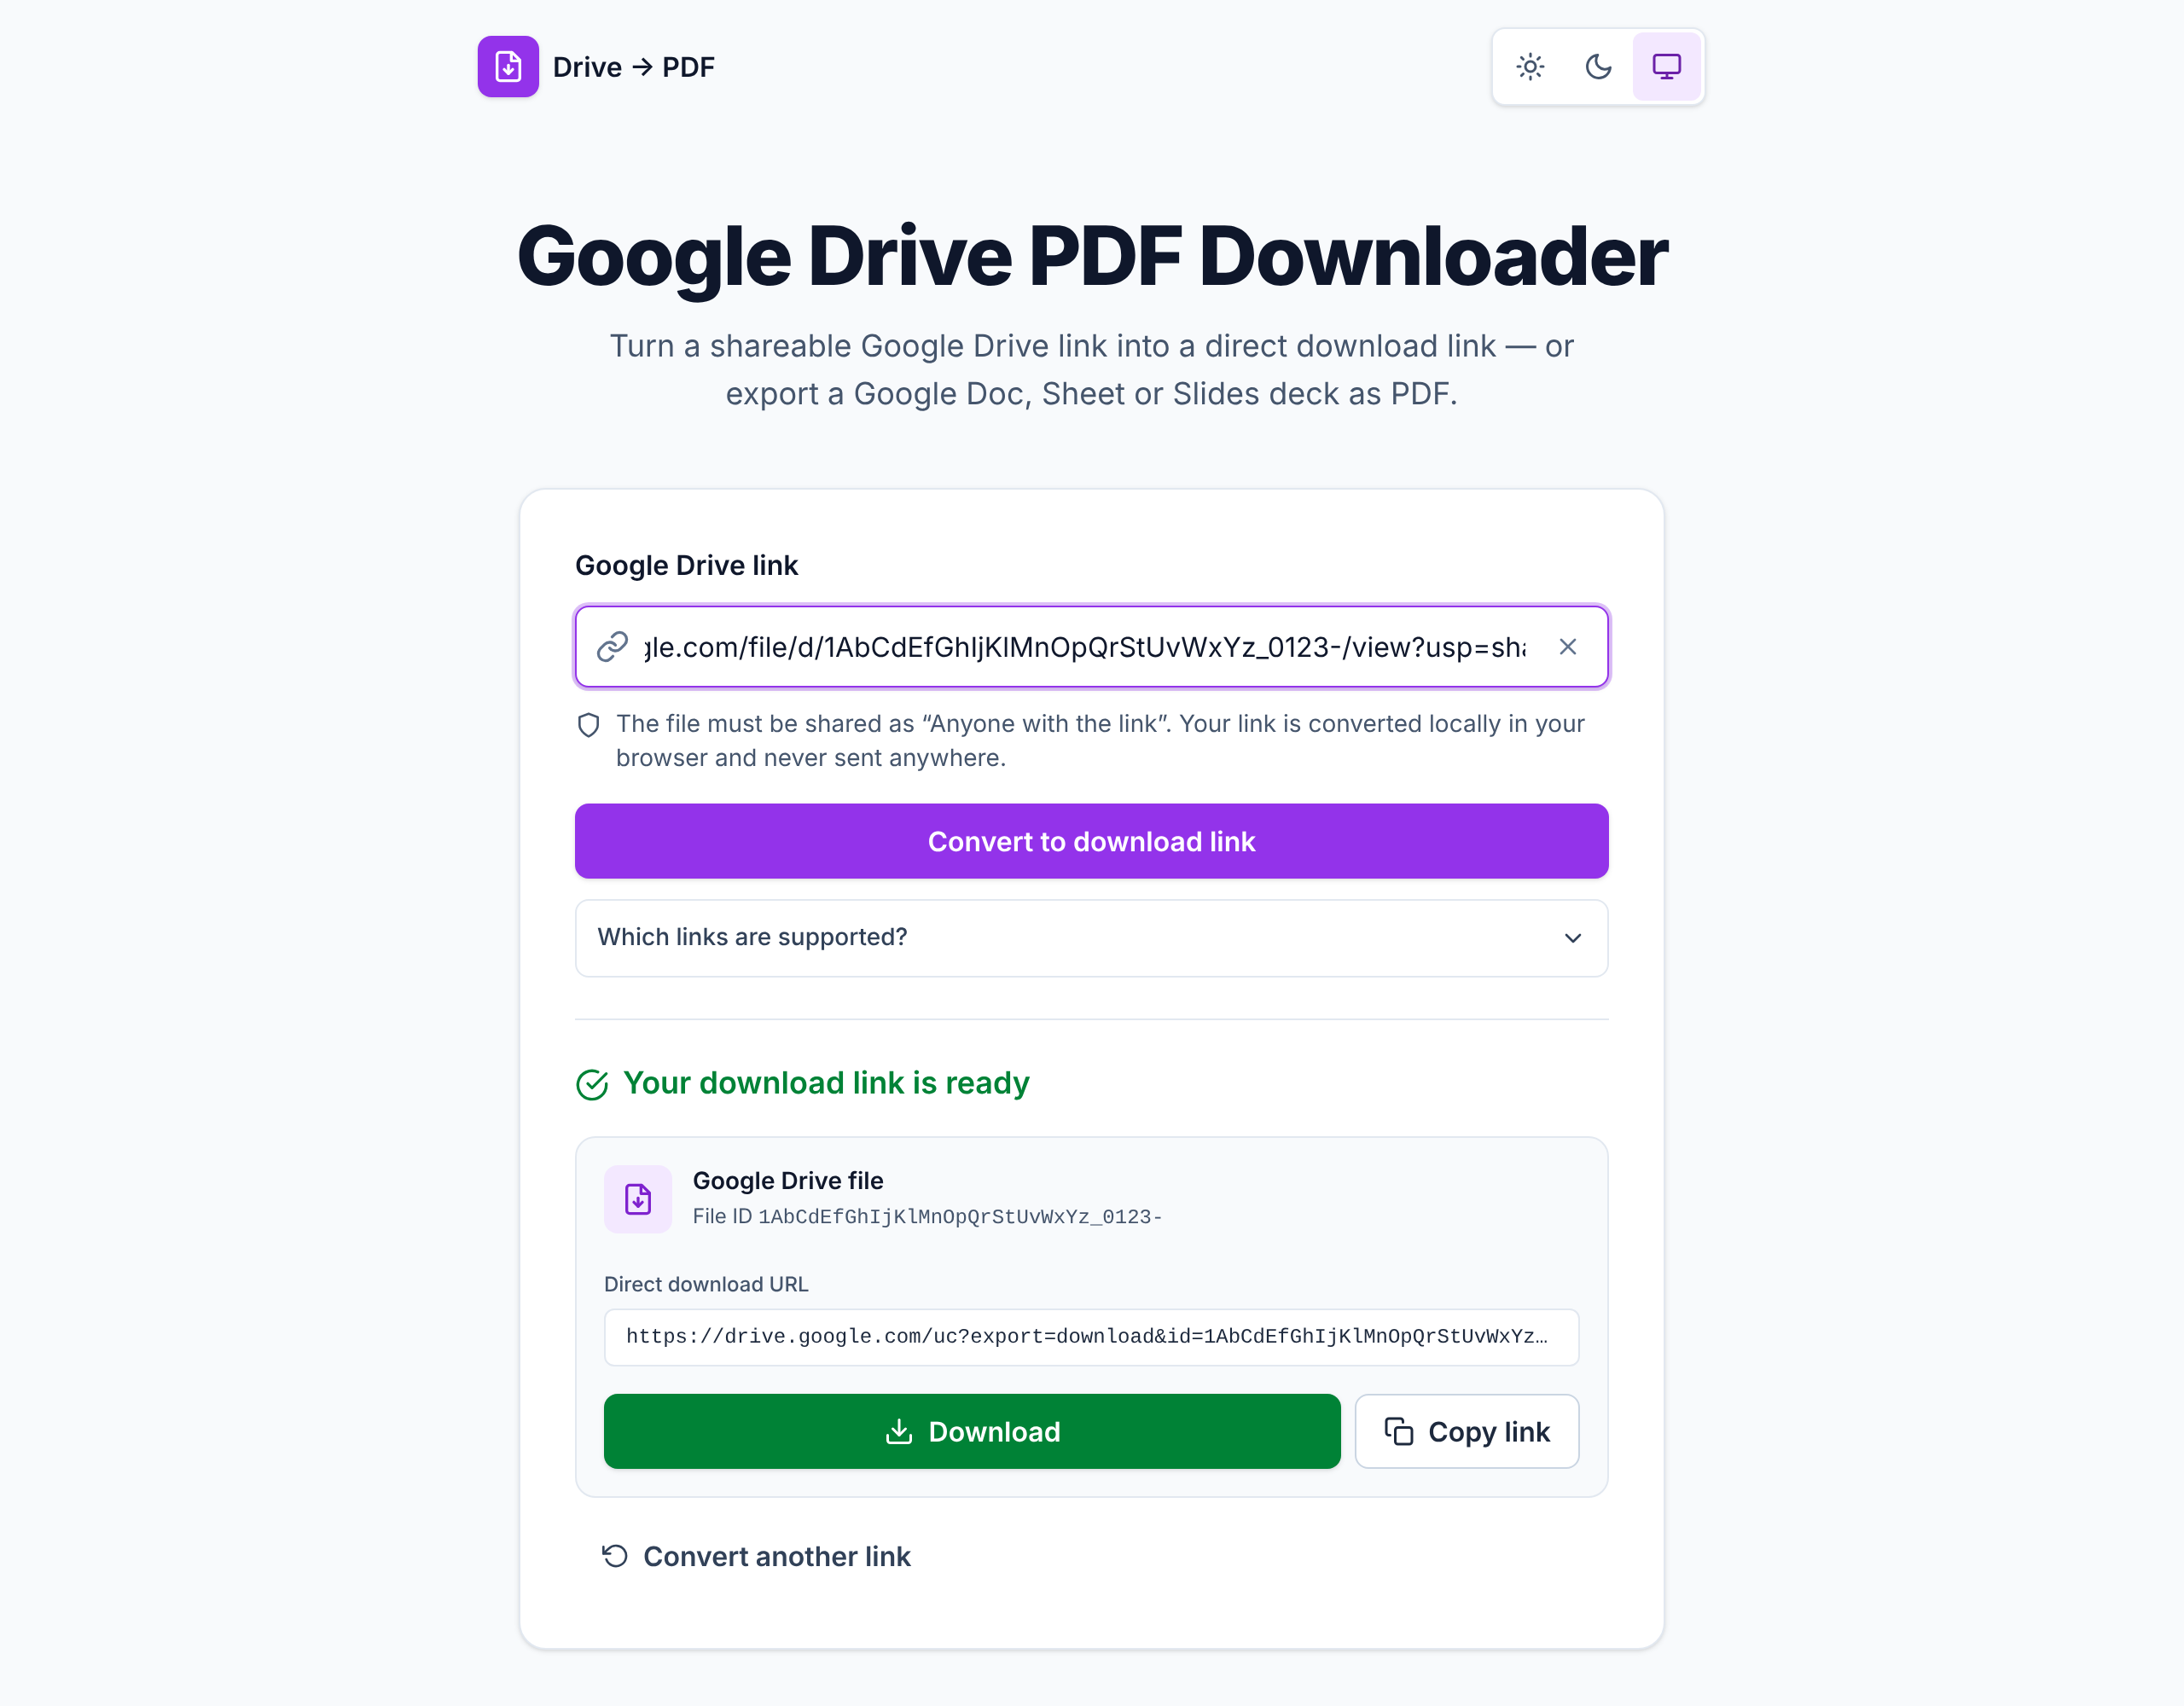 Drive → PDF
Google Drive PDF Downloader
Turn a shareable Google Drive link into a direct download link — or
export a Google Doc, Sheet or Slides deck as PDF.
Google Drive link
gle.com/file/d/1AbCdEfGhIjKlMnOpQrStUvWxYz_0123-/view?usp=sha
The file must be shared as “Anyone with the link”. Your link is converted locally in your
browser and never sent anywhere.
Convert to download link
Which links are supported?
Your download link is ready
Google Drive file
File ID 1AbCdEfGhIjKlMnOpQrStUvWxYz_0123-
Direct download URL
https://drive.google.com/uc?export=download&id=1AbCdEfGhIjKlMnOpQrStUvWxYz…
Download
Copy link
Convert another link